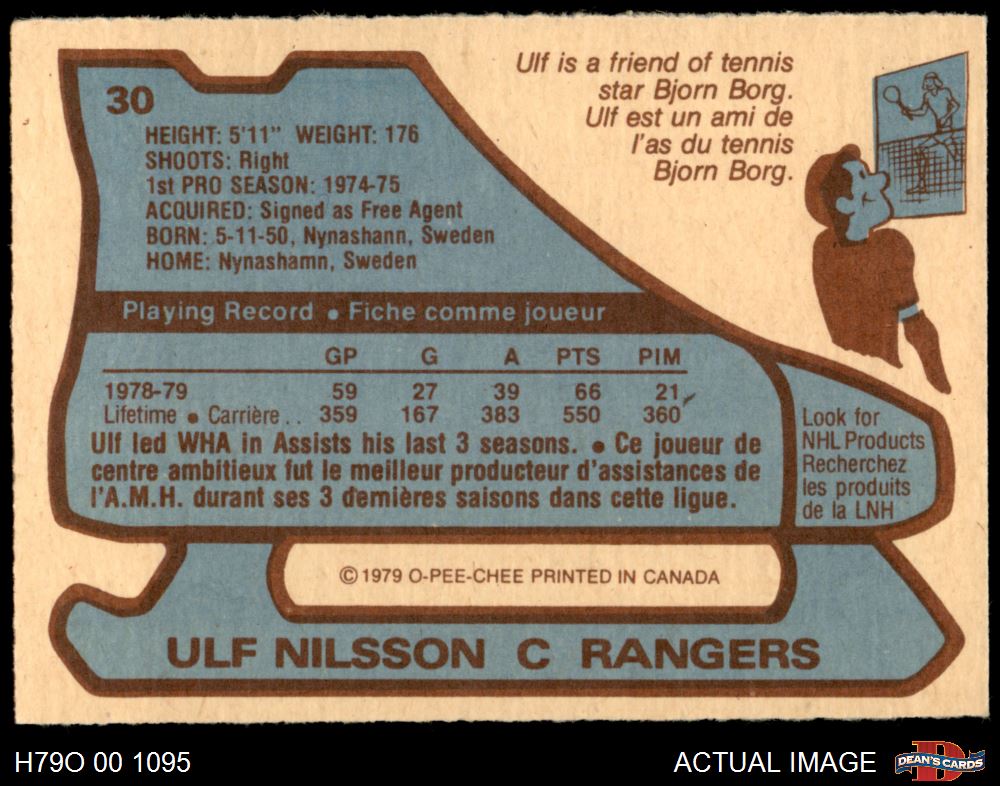 30
HEIGHT: 5'11" WEIGHT: 176
SHOOTS: Right
1st PRO SEASON: 1974-75
ACQUIRED: Signed as Free Agent
BORN: 5-11-50, Nynashann, Sweden
HOME: Nynashamn, Sweden
Ulf is a friend of tennis
star Bjorn Borg.
Ulf est un ami de
l'as du tennis
Bjorn Borg.
Playing Record • Fiche comme joueur
GP G A PTS PIM
1978-79 59 27 39 66 21
Lifetime • Carrière . . 359 167 383 550 360
Ulf led WHA in Assists his last 3 seasons. • Ce joueur de
centre ambitieux fut le meilleur producteur d'assistances de
l'A.M.H. durant ses 3 dernières saisons dans cette ligue.
Look for
NHL Products
Recherchez
les produits
de la LNH
© 1979 O-PEE-CHEE PRINTED IN CANADA
ULF NILSSON C RANGERS
H79O 00 1095
ACTUAL IMAGE
DEAN'S CARDS